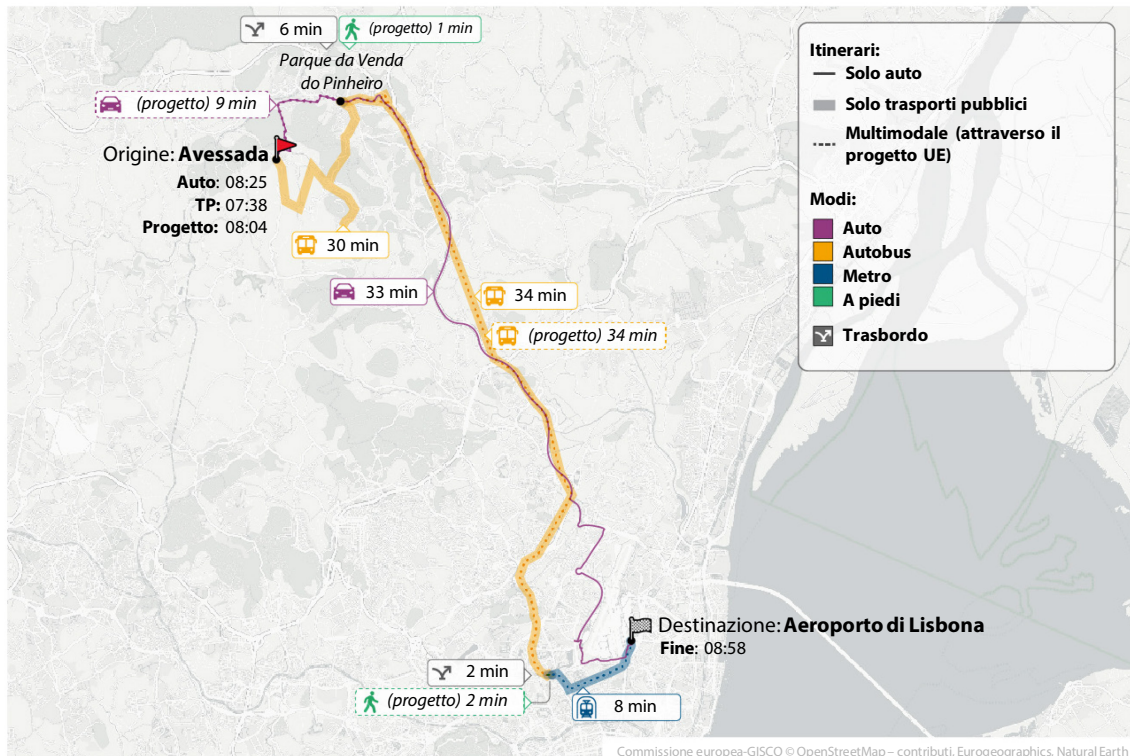 6 min
(progetto) 1 min
Parque da Venda
do Pinheiro
(progetto) 9 min
Origine: Avessada
Auto: 08:25
TP: 07:38
Progetto: 08:04
30 min
33 min
34 min
(progetto) 34 min
Destinazione: Aeroporto di Lisbona
Fine: 08:58
2 min
(progetto) 2 min
8 min
Itinerari:
Solo auto
Solo trasporti pubblici
Multimodale (attraverso il
progetto UE)
Modi:
Auto
Autobus
Metro
A piedi
Trasbordo
Commissione europea-GISCO © OpenStreetMap – contributi, Eurogeographics, Natural Earth